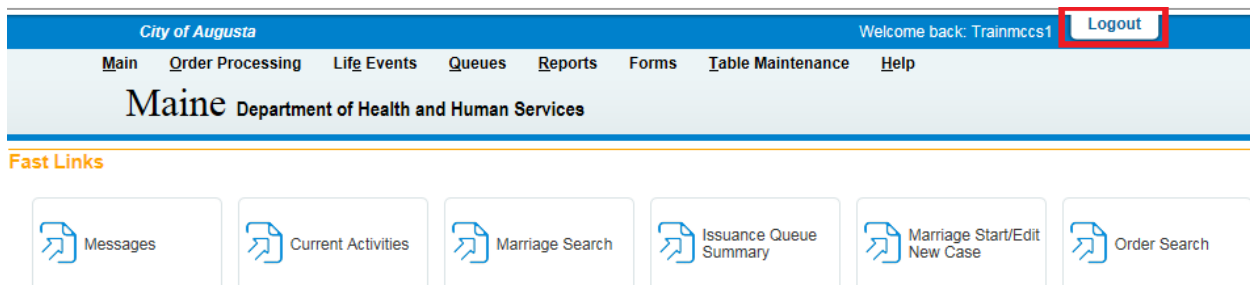 City of Augusta Welcome back: Trainmccs1 Logout
Main Order Processing Life Events Queues Reports Forms Table Maintenance Help
Maine Department of Health and Human Services
Fast Links
Messages
Current Activities
Marriage Search
Issuance Queue
Summary
Marriage Start/Edit
New Case
Order Search